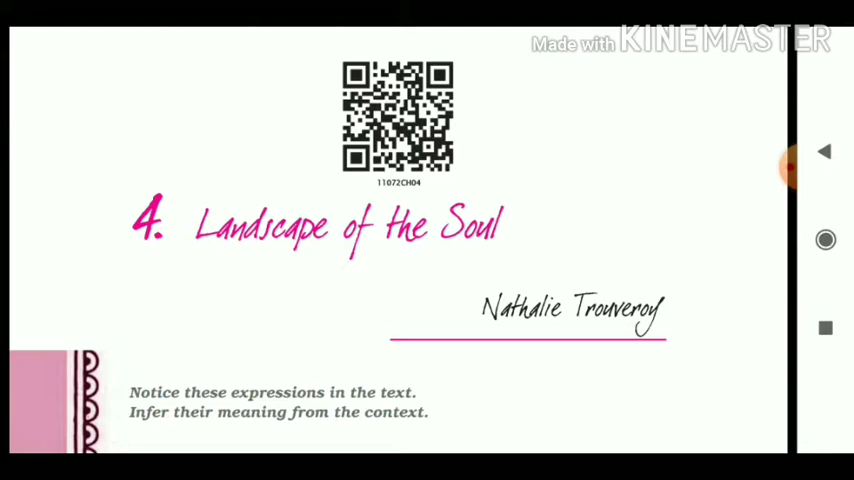 Made with KINEMASTER
11072CH04
4. Landscape of the Soul
Nathalie Trouveroy
Notice these expressions in the text.
Infer their meaning from the context.